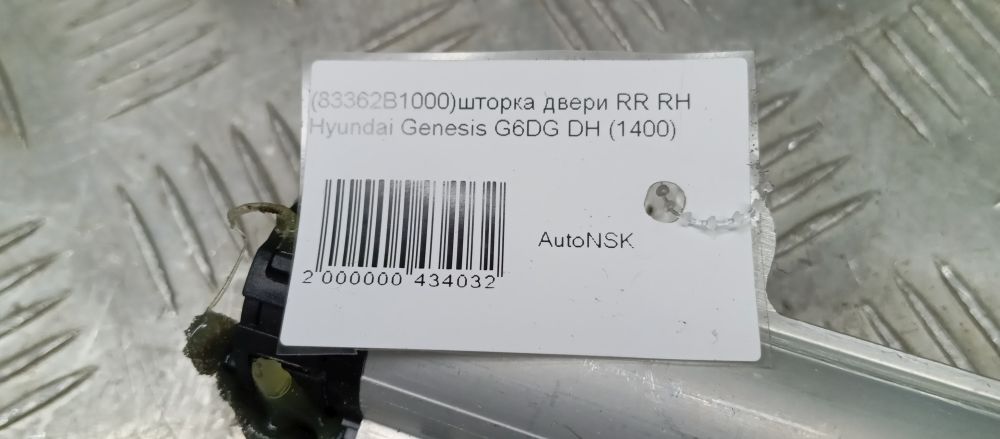 (83362B1000)шторка двери RR RH
Hyundai Genesis G6DG DH (1400)
AutoNSK
2 000000 434032